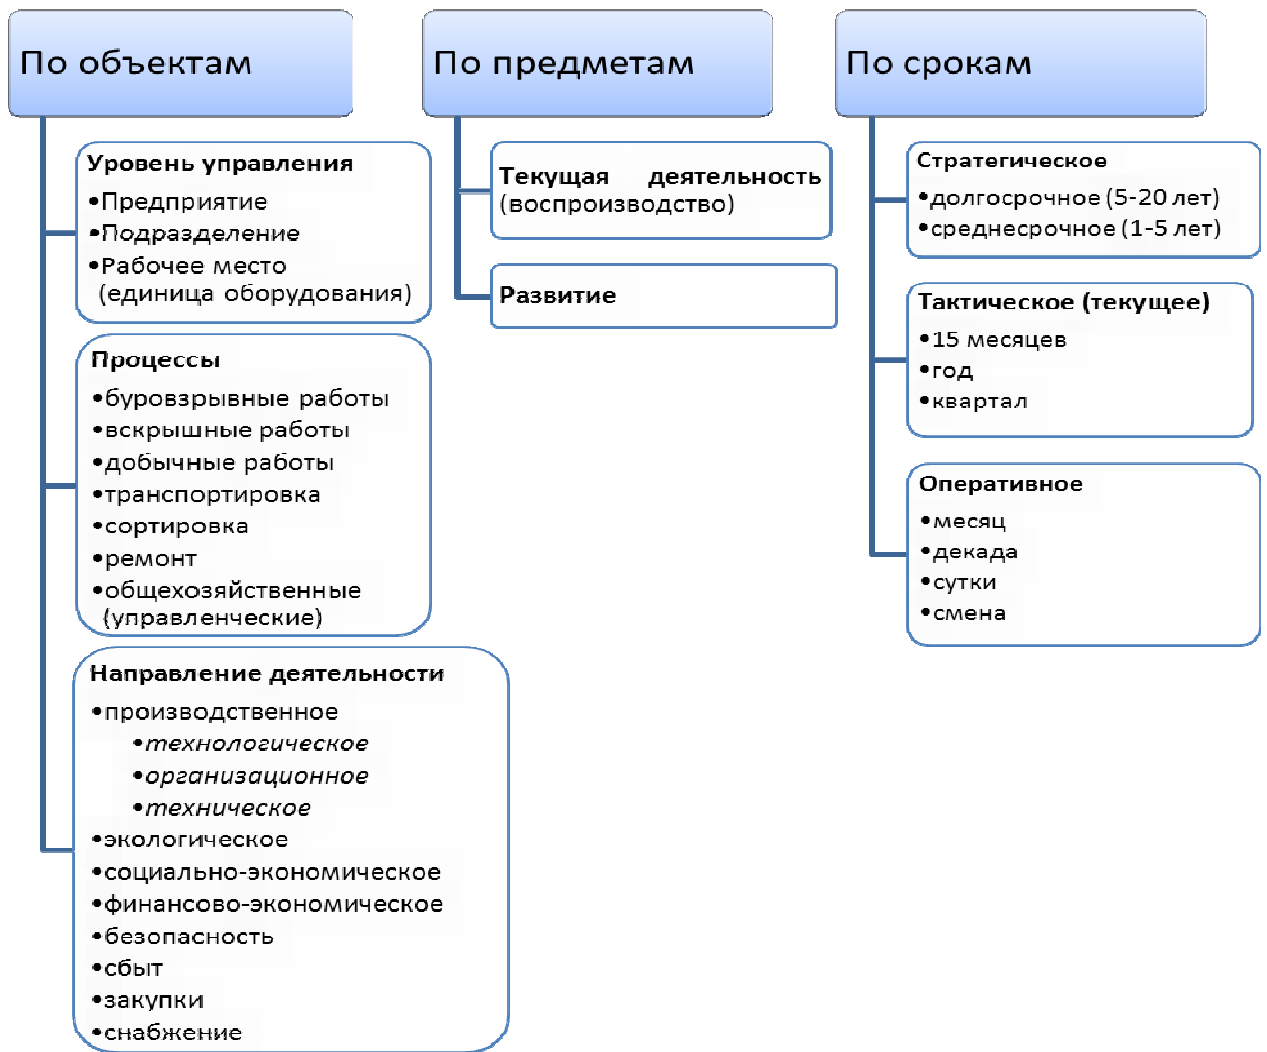 По объектам
Уровень управления
•Предприятие
•Подразделение
•Рабочее место
(единица оборудования)
Процессы
•буровзрывные работы
•вскрышные работы
•добычные работы
•транспортировка
•сортировка
•ремонт
•общехозяйственные
(управленческие)
Направление деятельности
•производственное
•технологическое
•организационное
•техническое
•экологическое
•социально-экономическое
•финансово-экономическое
•безопасность
•сбыт
•закупки
•снабжение
По предметам
Текущая деятельность
(воспроизводство)
Развитие
По срокам
Стратегическое
•долгосрочное (5-20 лет)
•среднесрочное (1-5 лет)
Тактическое (текущее)
•15 месяцев
•год
•квартал
Оперативное
•месяц
•декада
•сутки
•смена